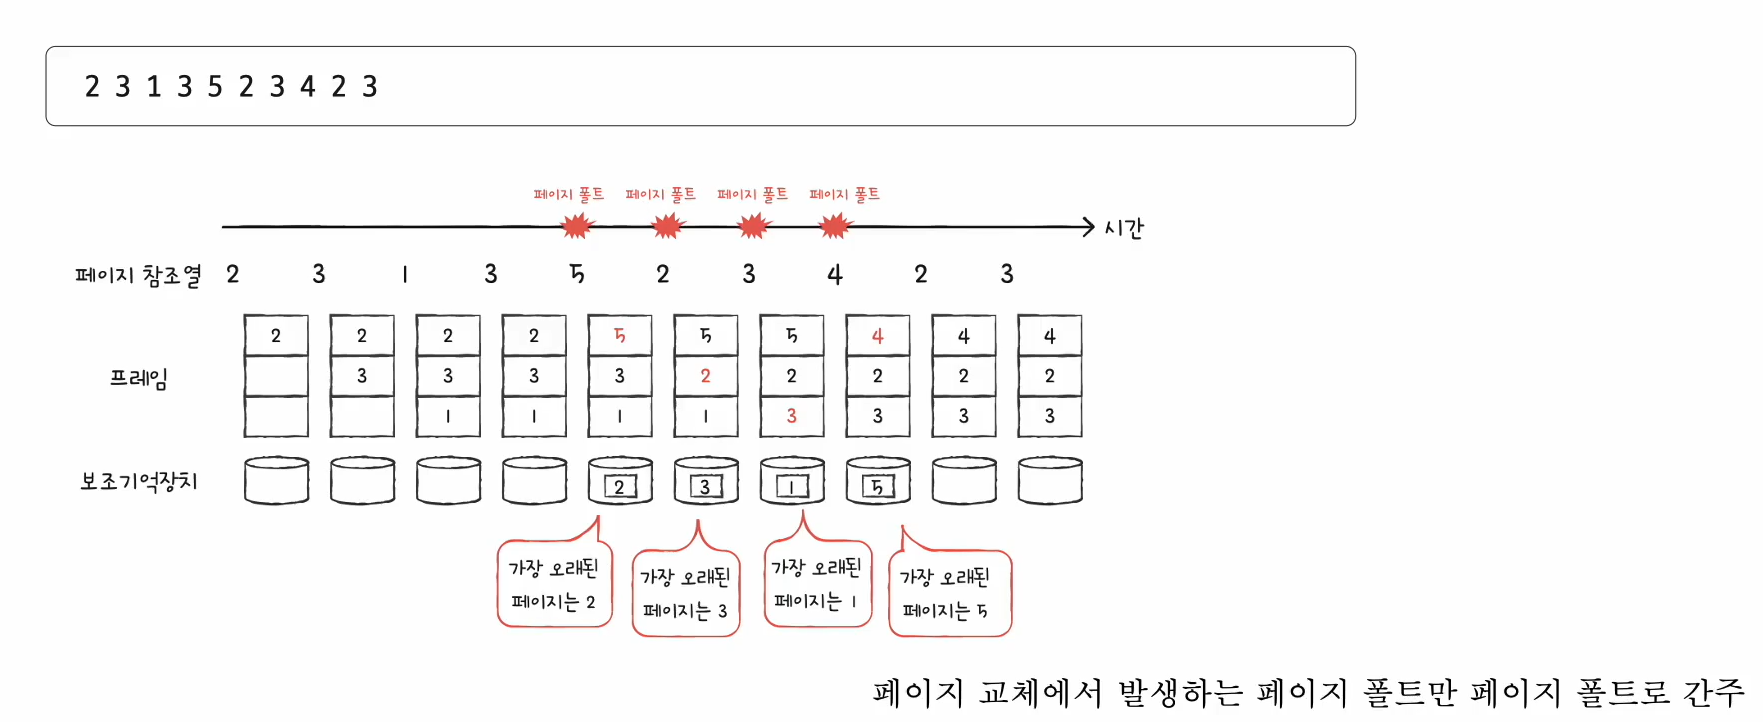 2 3 1 3 5 2 3 4 2 3
페이지 폴트 페이지 폴트 페이지 폴트 페이지 폴트
시간
페이지 참조열 2 3 1 3 5 2 3 4 2 3
2 2 2 2 5 5 5 4 4 4
프레임 3 3 3 3 2 2 2 2 2
1 1 1 1 3 3 3 3
보조기억장치 2 3 1 5
가장 오래된
페이지는 2
가장 오래된
페이지는 3
가장 오래된
페이지는 1
가장 오래된
페이지는 5
페이지 교체에서 발생하는 페이지 폴트만 페이지 폴트로 간주